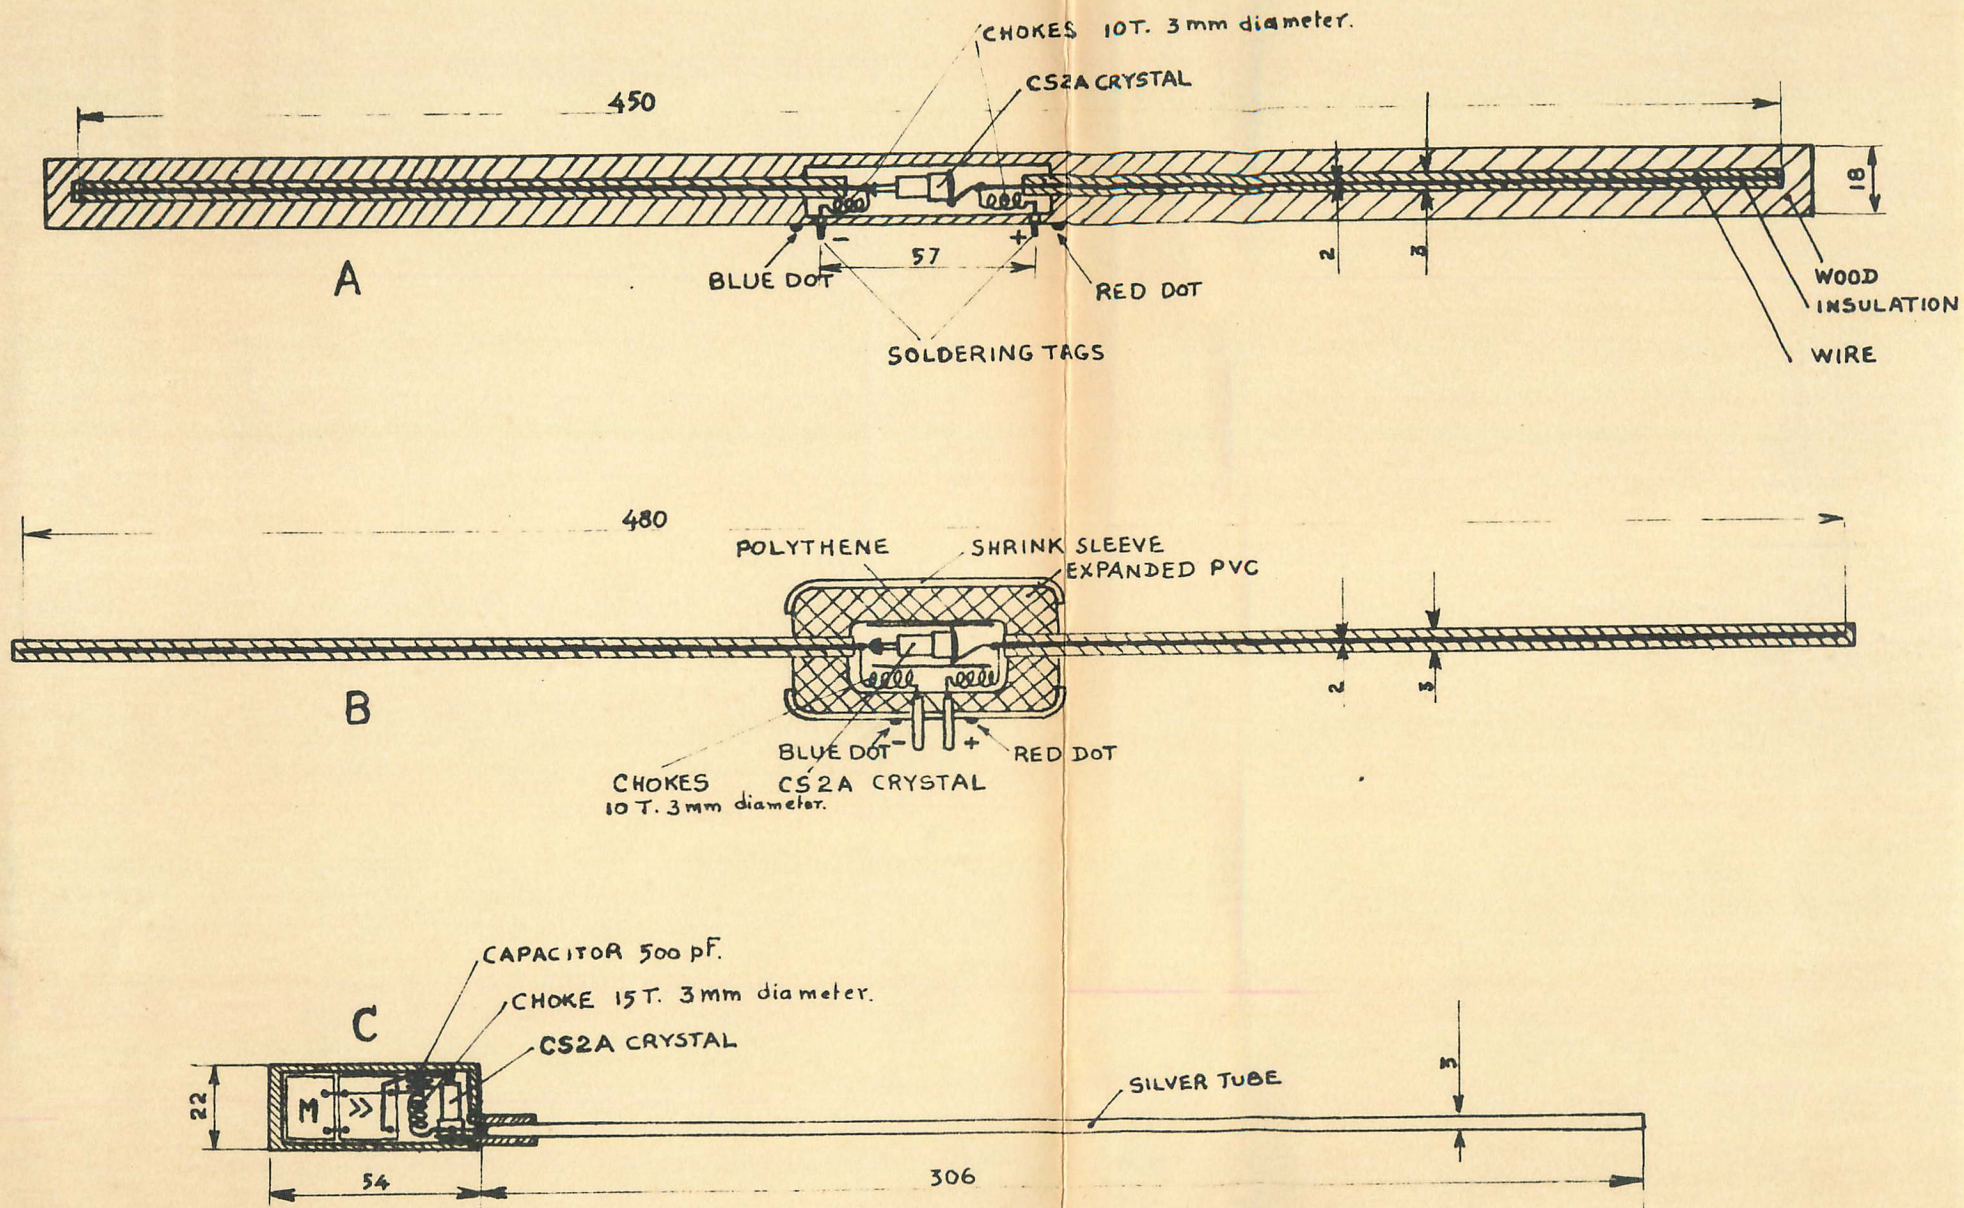 CHOKES 10T. 3mm diameter.
CS2A CRYSTAL
450
18
- +
57
2
3
BLUE DOT
RED DOT
WOOD
INSULATION
WIRE
A
SOLDERING TAGS
480
POLYTHENE
SHRINK SLEEVE
EXPANDED PVC
2
3
B
BLUE DOT - + RED DOT
CHOKES
10 T. 3mm diameter.
CS2A CRYSTAL
CAPACITOR 500 pF.
CHOKE 15T. 3mm diameter.
C
CS2A CRYSTAL
3
SILVER TUBE
22
M >>
54
306